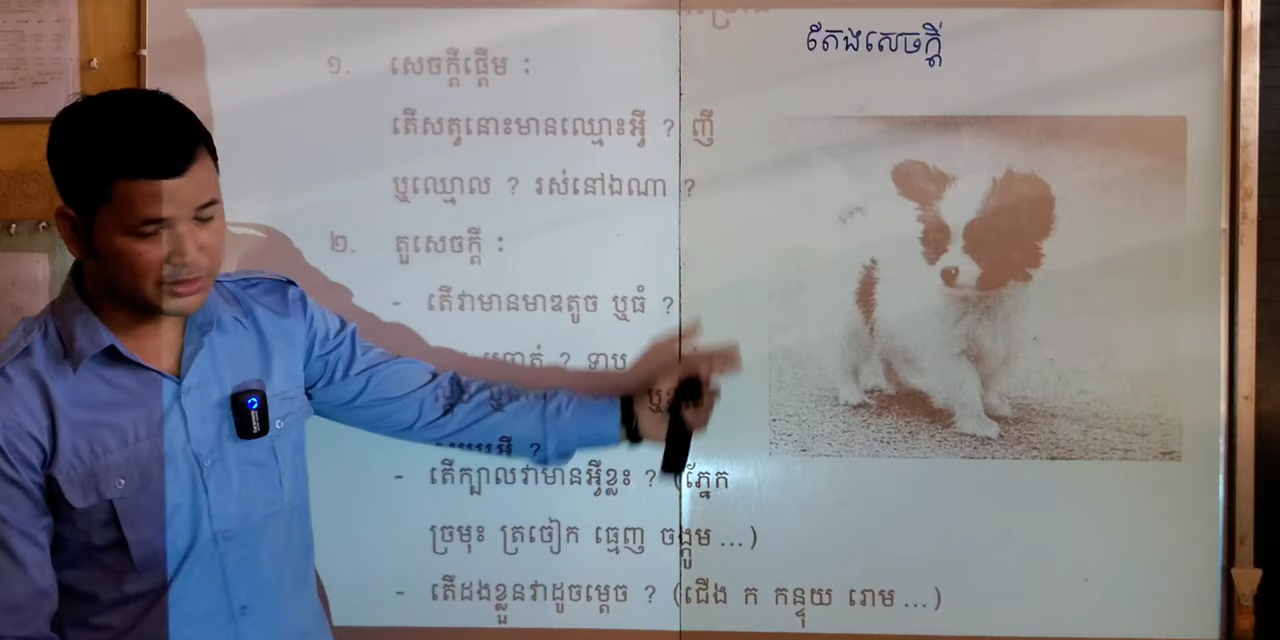 តែងសេចក្ដី
១. សេចក្ដីផ្ដើម :
តើសត្វនោះមានឈ្មោះអ្វី ? ញី
ឬឈ្មោល ? រស់នៅឯណា ?
២. តួសេចក្ដី :
- តើវាមានមាឌតូច ឬធំ ?
? ទាប
ឬ
អ្វី ?
- តើក្បាលវាមានអ្វីខ្លះ ? (ភ្នែក
ច្រមុះ ត្រចៀក ធ្មេញ ចង្កូម ...)
- តើដងខ្លួនវាដូចម្ដេច ? (ជើង ក កន្ទុយ រោម ...)